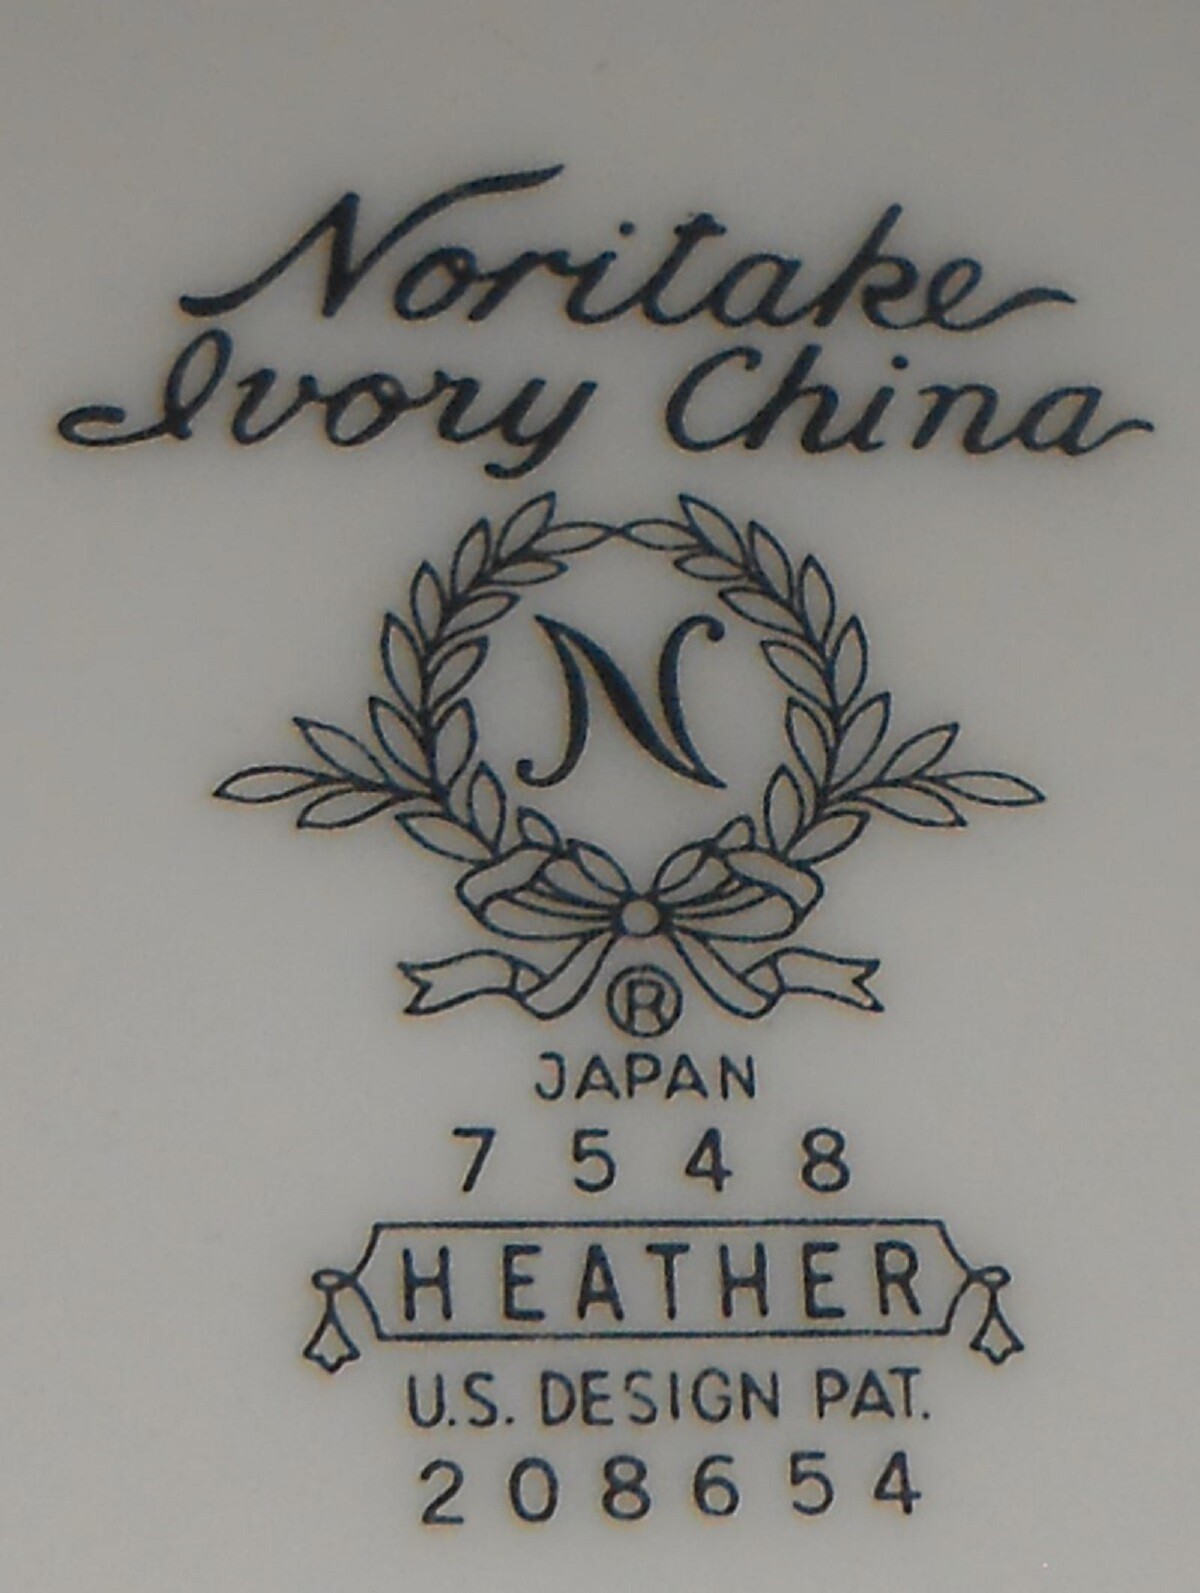 Noritake
Ivory China
N
®
JAPAN
7548
HEATHER
U.S. DESIGN PAT.
208654